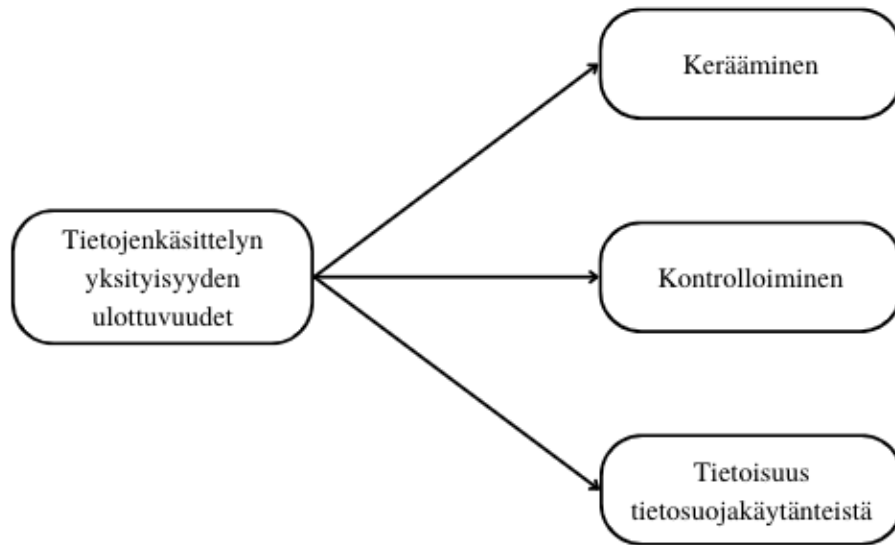 Kerääminen
Tietojenkäsittelyn
yksityisyyden
ulottuvuudet
Kontrolloiminen
Tietoisuus
tietosuojakäytänteistä